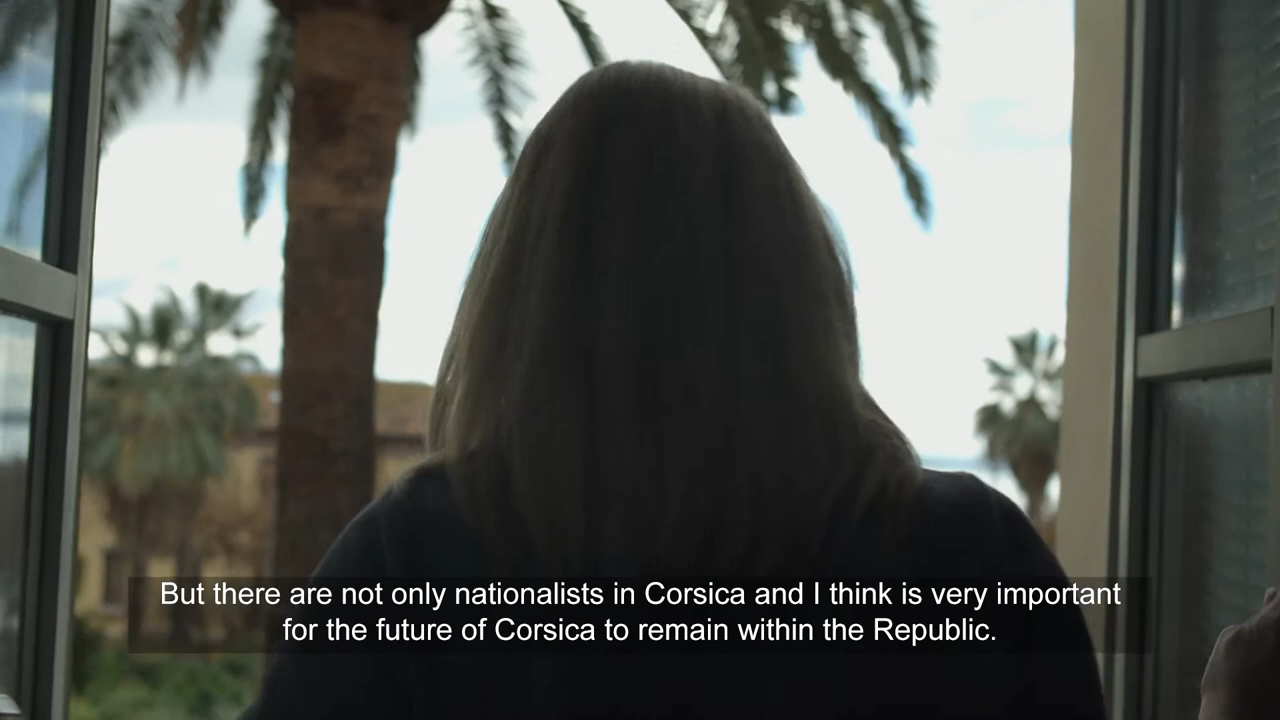 But there are not only nationalists in Corsica and I think is very important
for the future of Corsica to remain within the Republic.